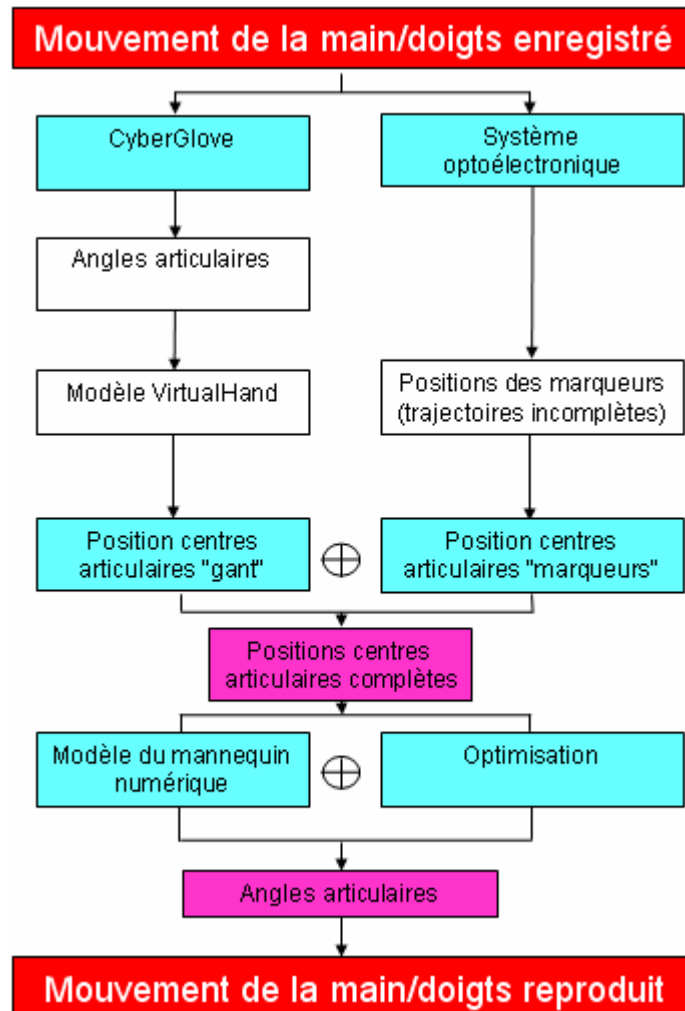 Mouvement de la main/doigts enregistré
CyberGlove
Système
optoélectronique
Angles articulaires
Modèle VirtualHand
Positions des marqueurs
(trajectoires incomplètes)
Position centres
articulaires "gant"
Position centres
articulaires "marqueurs"
Positions centres
articulaires complètes
Modèle du mannequin
numérique
Optimisation
Angles articulaires
Mouvement de la main/doigts reproduit